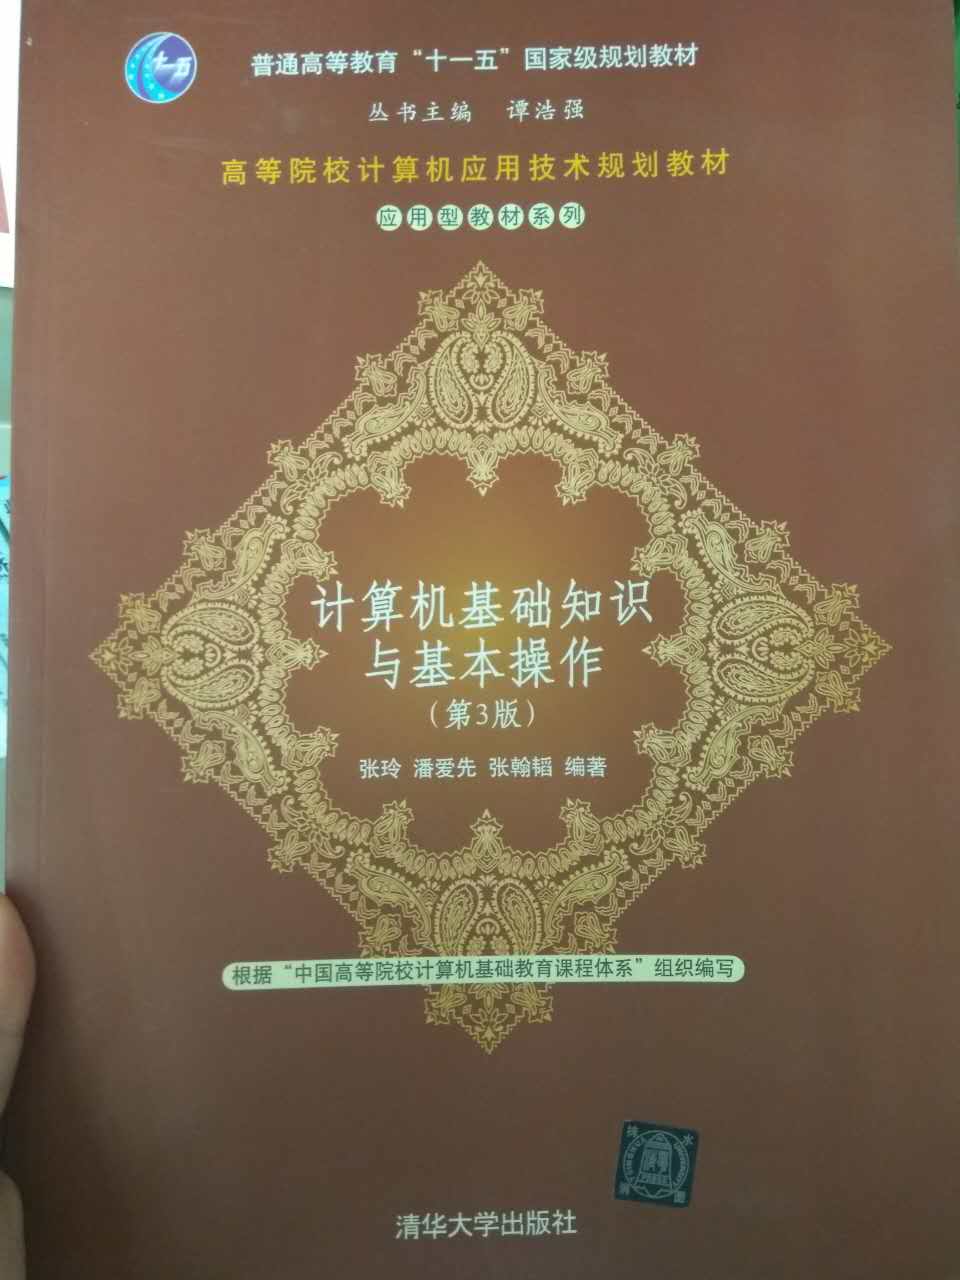 十一五
普通高等教育“十一五”国家级规划教材
丛书主编 谭浩强
高等院校计算机应用技术规划教材
应用型教材系列
计算机基础知识
与基本操作
（第3版）
张玲 潘爱先 张翰韬 编著
根据“中国高等院校计算机基础教育课程体系”组织编写
清华大学出版社